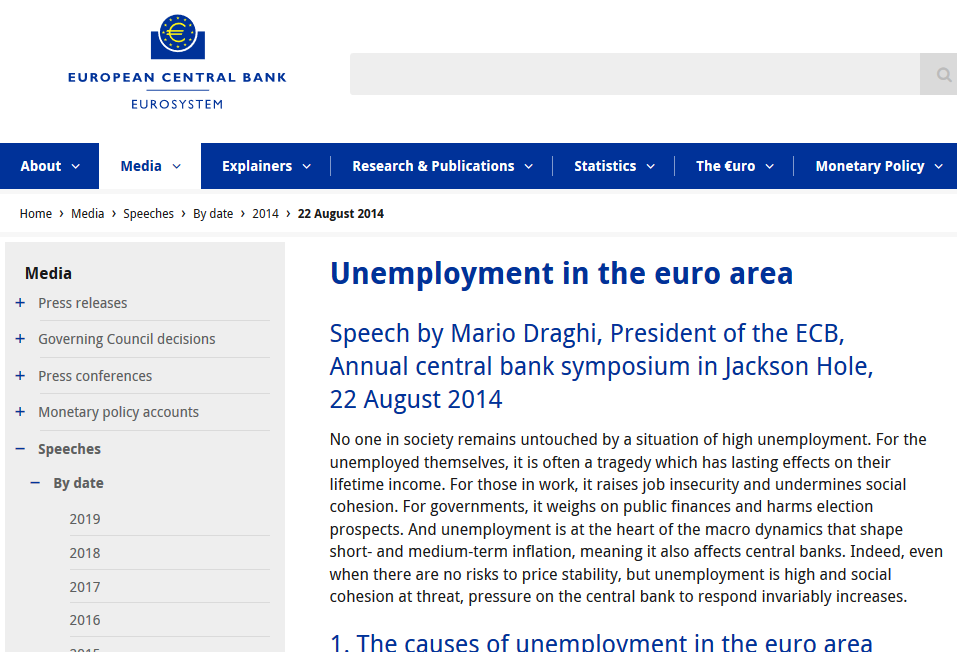 EUROPEAN CENTRAL BANK
EUROSYSTEM
About
Media
Explainers
Research & Publications
Statistics
The €uro
Monetary Policy
Home › Media › Speeches › By date › 2014 › 22 August 2014
Media
+ Press releases
+ Governing Council decisions
+ Press conferences
+ Monetary policy accounts
− Speeches
− By date
2019
2018
2017
2016
2015
Unemployment in the euro area
Speech by Mario Draghi, President of the ECB,
Annual central bank symposium in Jackson Hole,
22 August 2014
No one in society remains untouched by a situation of high unemployment. For the
unemployed themselves, it is often a tragedy which has lasting effects on their
lifetime income. For those in work, it raises job insecurity and undermines social
cohesion. For governments, it weighs on public finances and harms election
prospects. And unemployment is at the heart of the macro dynamics that shape
short- and medium-term inflation, meaning it also affects central banks. Indeed, even
when there are no risks to price stability, but unemployment is high and social
cohesion at threat, pressure on the central bank to respond invariably increases.
1. The causes of unemployment in the euro area